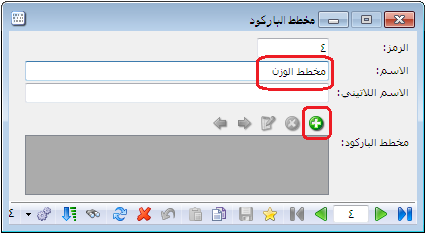 مخطط الباركود
الرمز: ٤
الاسم: مخطط الوزن
الاسم اللاتيني:
مخطط الباركود:
٤
٤